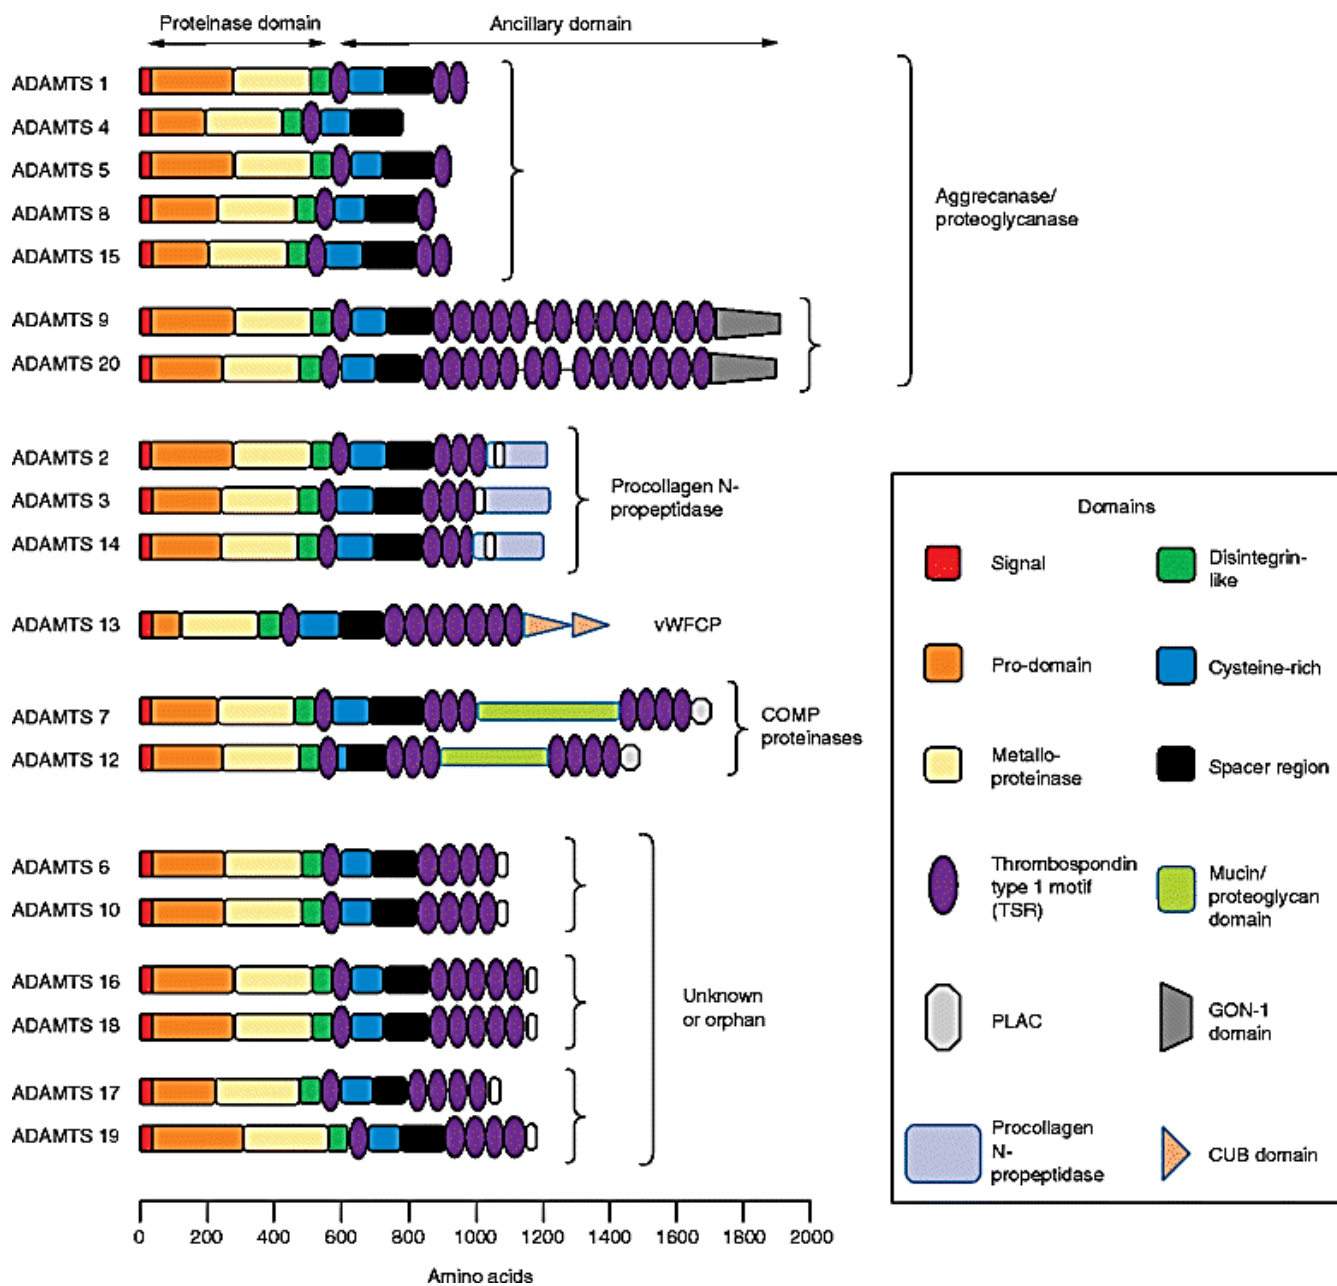 Proteinase domain
Ancillary domain
ADAMTS 1
ADAMTS 4
ADAMTS 5
ADAMTS 8
ADAMTS 15
Aggrecanase/
proteoglycanase
ADAMTS 9
ADAMTS 20
ADAMTS 2
ADAMTS 3
ADAMTS 14
Procollagen N-
propeptidase
ADAMTS 13
vWFCP
ADAMTS 7
ADAMTS 12
COMP
proteinases
ADAMTS 6
ADAMTS 10
ADAMTS 16
ADAMTS 18
Unknown
or orphan
ADAMTS 17
ADAMTS 19
0 200 400 600 800 1000 1200 1400 1600 1800 2000
Amino acids
Domains
Signal
Disintegrin-
like
Pro-domain
Cysteine-rich
Metallo-
proteinase
Spacer region
Thrombospondin
type 1 motif
(TSR)
Mucin/
proteoglycan
domain
PLAC
GON-1
domain
Procollagen
N-
propeptidase
CUB domain